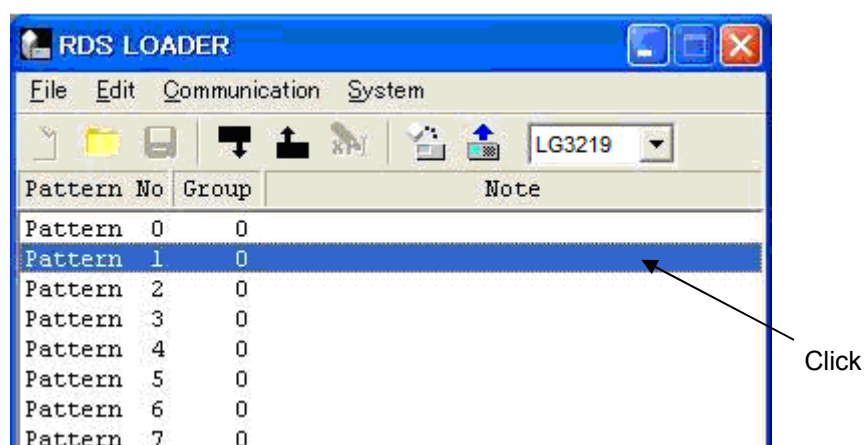 RDS LOADER
File Edit Communication System
LG3219
Pattern No Group Note
Pattern 0 0
Pattern 1 0
Pattern 2 0
Pattern 3 0
Pattern 4 0
Click
Pattern 5 0
Pattern 6 0
Pattern 7 0